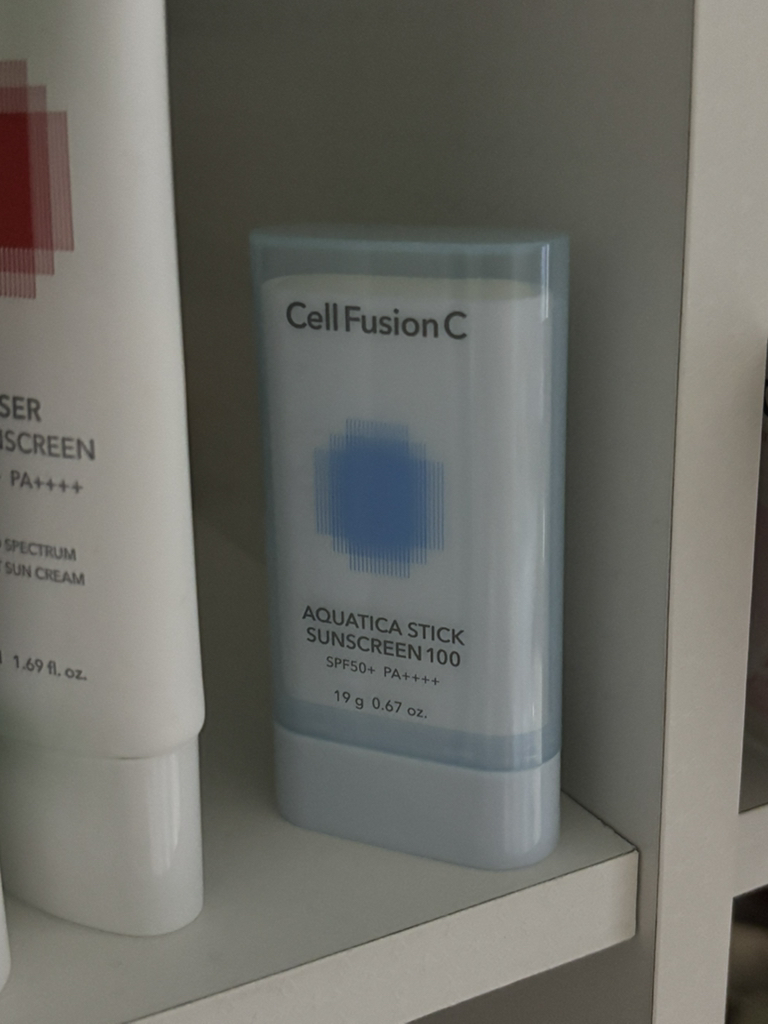 SER
NSCREEN
PA++++
SPECTRUM
SUN CREAM
1.69 fl. oz.
Cell Fusion C
AQUATICA STICK
SUNSCREEN 100
SPF50+ PA++++
19 g 0.67 oz.